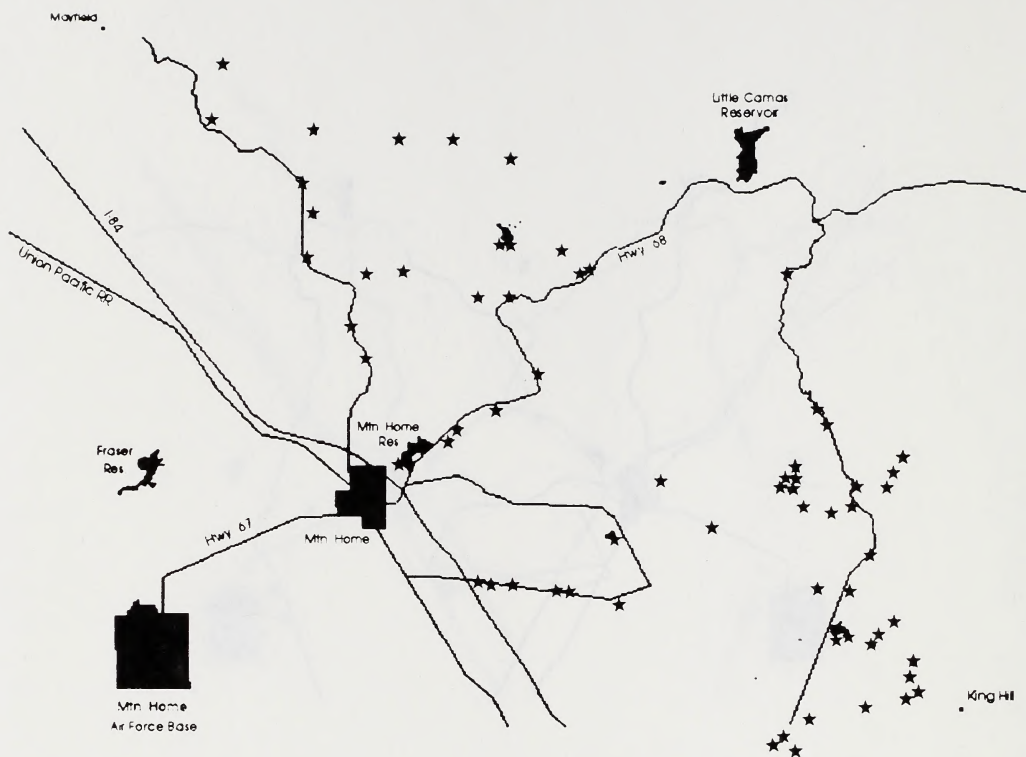 Mayfield
Little Camas
Reservoir
I-84
Union Pacific RR
Hwy 68
Mtn Home
Res
Fraser
Res
Hwy 67
Mtn Home
Mtn Home
Air Force Base
King Hill